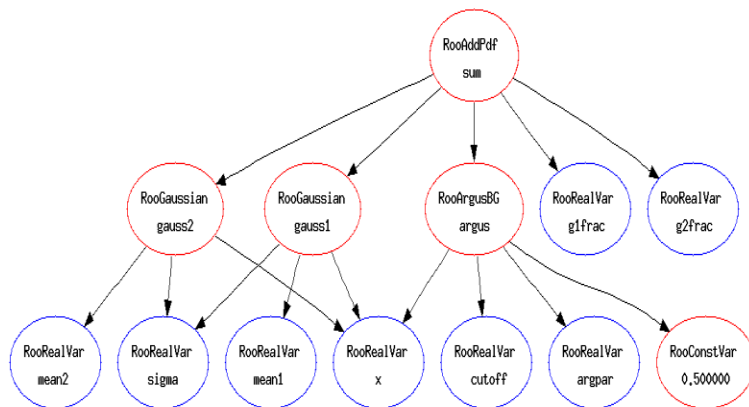 RooAddPdf
sum
RooGaussian
gauss2
RooGaussian
gauss1
RooArgusBG
argus
RooRealVar
g1frac
RooRealVar
g2frac
RooRealVar
mean2
RooRealVar
sigma
RooRealVar
mean1
RooRealVar
x
RooRealVar
cutoff
RooRealVar
argpar
RooConstVar
0.500000